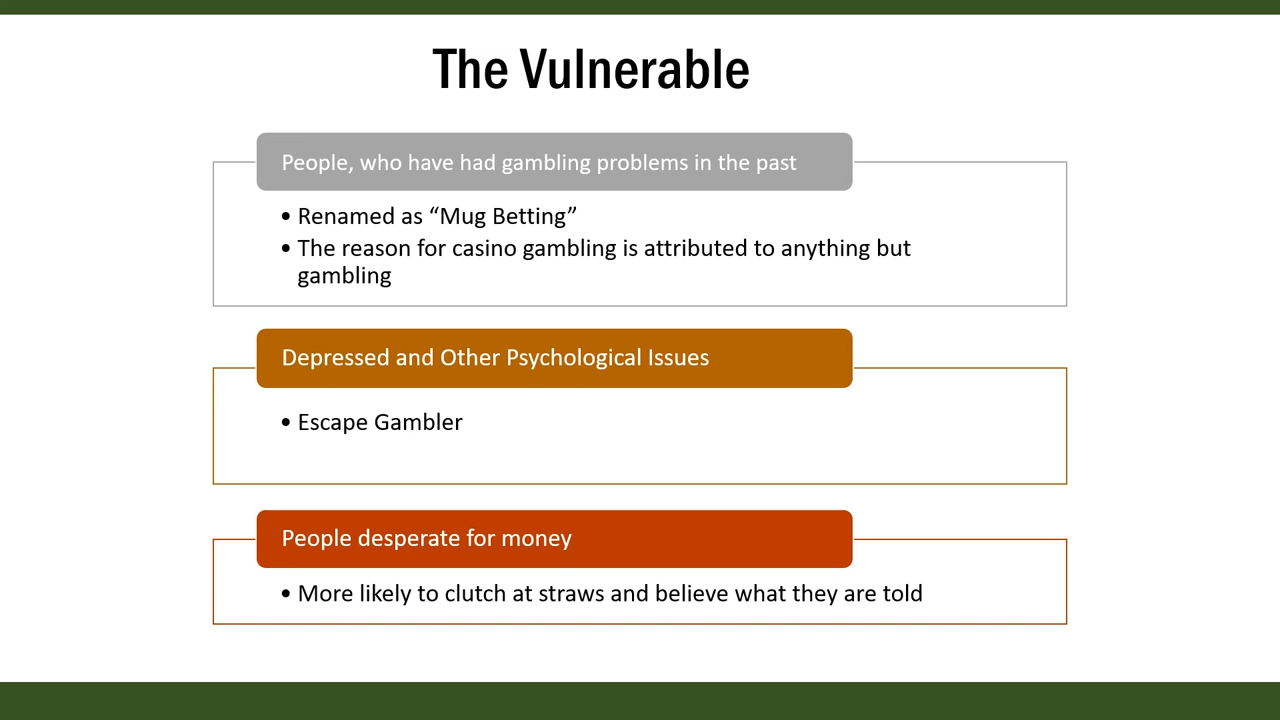 The Vulnerable
People, who have had gambling problems in the past
• Renamed as “Mug Betting”
• The reason for casino gambling is attributed to anything but
gambling
Depressed and Other Psychological Issues
• Escape Gambler
People desperate for money
• More likely to clutch at straws and believe what they are told